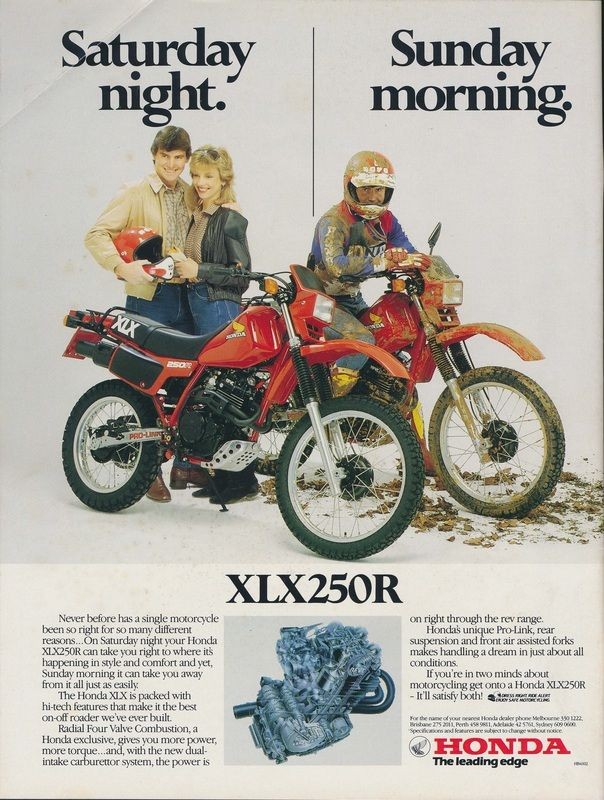 Saturday
night.
Sunday
morning.
XLX
HONDA
250R
PRO-LINK
HONDA
XLX250R
Never before has a single motorcycle
been so right for so many different
reasons...On Saturday night your Honda
XLX250R can take you right to where it's
happening in style and comfort and yet,
Sunday morning it can take you away
from it all just as easily.
The Honda XLX is packed with
hi-tech features that make it the best
on-off roader we've ever built.
Radial Four Valve Combustion, a
Honda exclusive, gives you more power,
more torque...and, with the new dual-
intake carburettor system, the power is
on right through the rev range.
Honda's unique Pro-Link, rear
suspension and front air assisted forks
makes handling a dream in just about all
conditions.
If you're in two minds about
motorcycling get onto a Honda XLX250R
– It'll satisfy both!
DRESS RIGHT RIDE ALERT
ENJOY SAFE MOTORCYCLING
For the name of your nearest Honda dealer phone Melbourne 330 1222,
Brisbane 275 2011, Perth 458 9811, Adelaide 42 5761, Sydney 609 0600.
Specifications and features are subject to change without notice.
HONDA
The leading edge